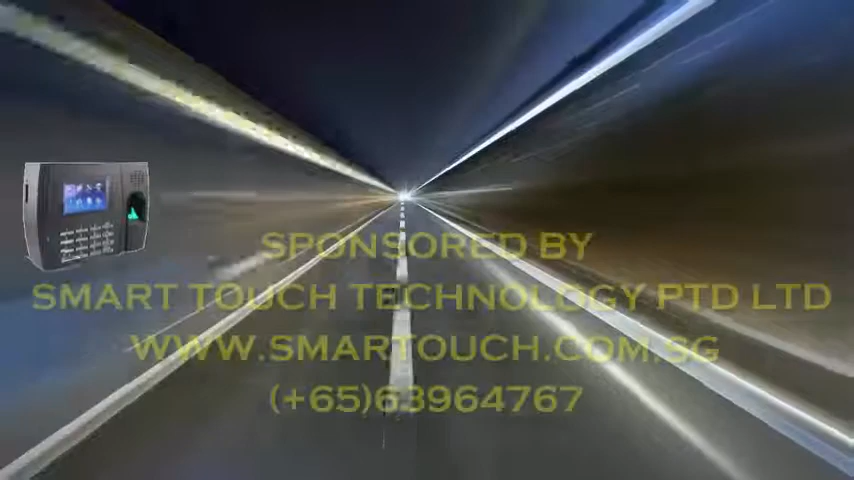 SPONSORED BY
SMART TOUCH TECHNOLOGY PTD LTD
WWW.SMARTOUCH.COM.SG
(+65)63964767